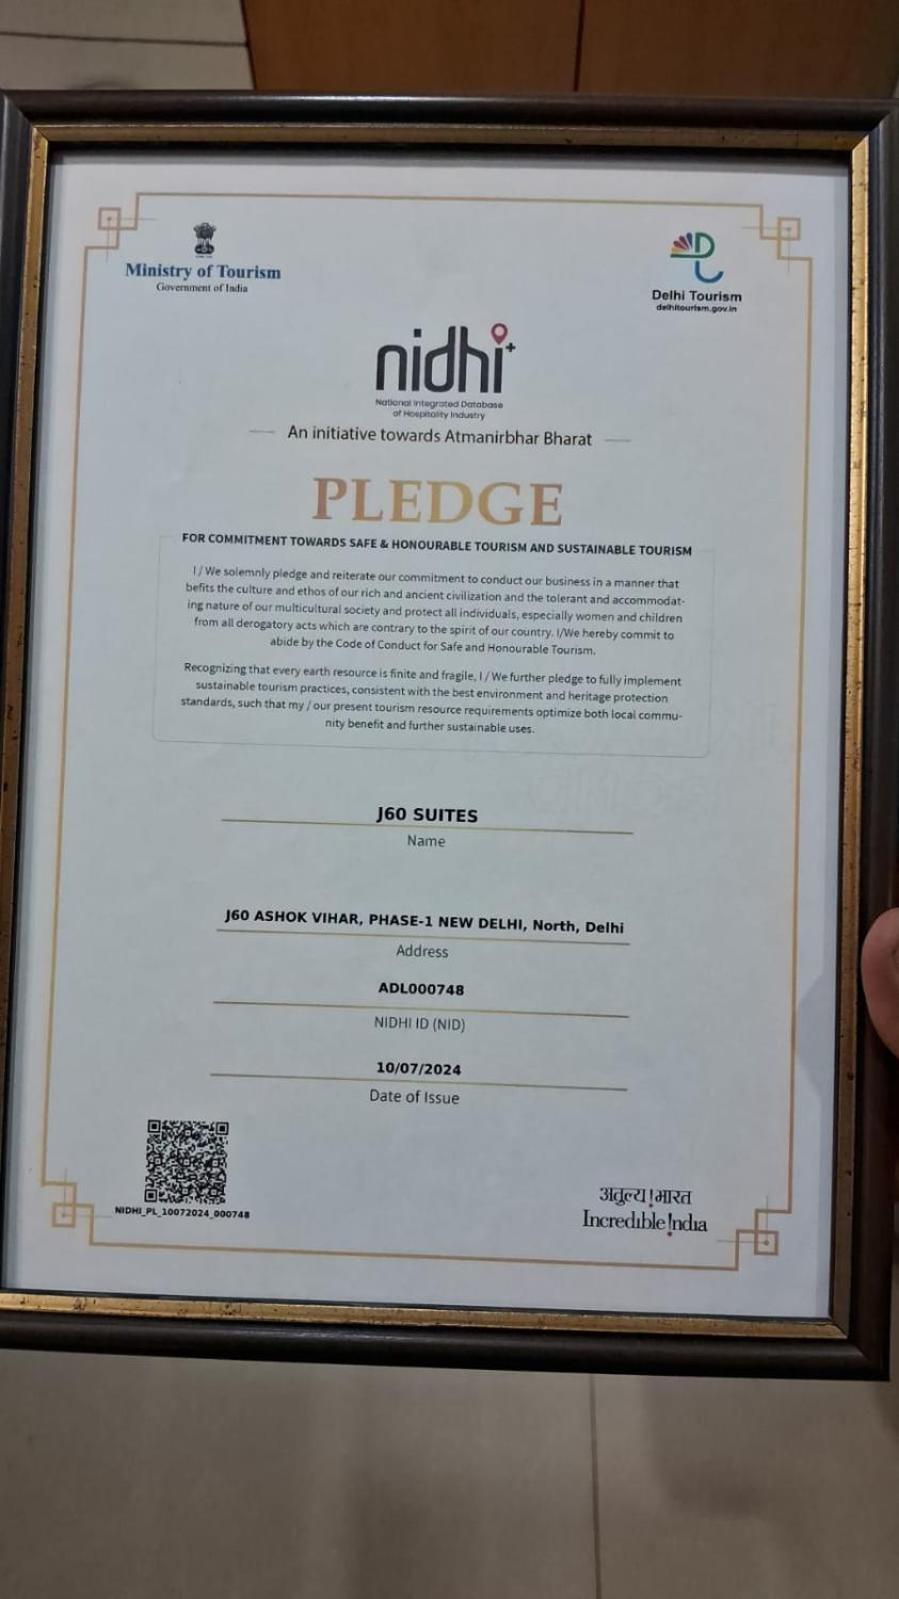 Ministry of Tourism
Government of India
Delhi Tourism
delhitourism.gov.in
nidhi+
National Integrated Database
of Hospitality Industry
An initiative towards Atmanirbhar Bharat
PLEDGE
FOR COMMITMENT TOWARDS SAFE & HONOURABLE TOURISM AND SUSTAINABLE TOURISM
I / We solemnly pledge and reiterate our commitment to conduct our business in a manner that
befits the culture and ethos of our rich and ancient civilization and the tolerant and accommodat-
ing nature of our multicultural society and protect all individuals, especially women and children
from all derogatory acts which are contrary to the spirit of our country. I/We hereby commit to
abide by the Code of Conduct for Safe and Honourable Tourism.
Recognizing that every earth resource is finite and fragile, I / We further pledge to fully implement
sustainable tourism practices, consistent with the best environment and heritage protection
standards, such that my / our present tourism resource requirements optimize both local commu-
nity benefit and further sustainable uses.
J60 SUITES
Name
J60 ASHOK VIHAR, PHASE-1 NEW DELHI, North, Delhi
Address
ADL000748
NIDHI ID (NID)
10/07/2024
Date of Issue
NIDHI_PL_10072024_000748
अतुल्य!भारत
Incredible!ndia